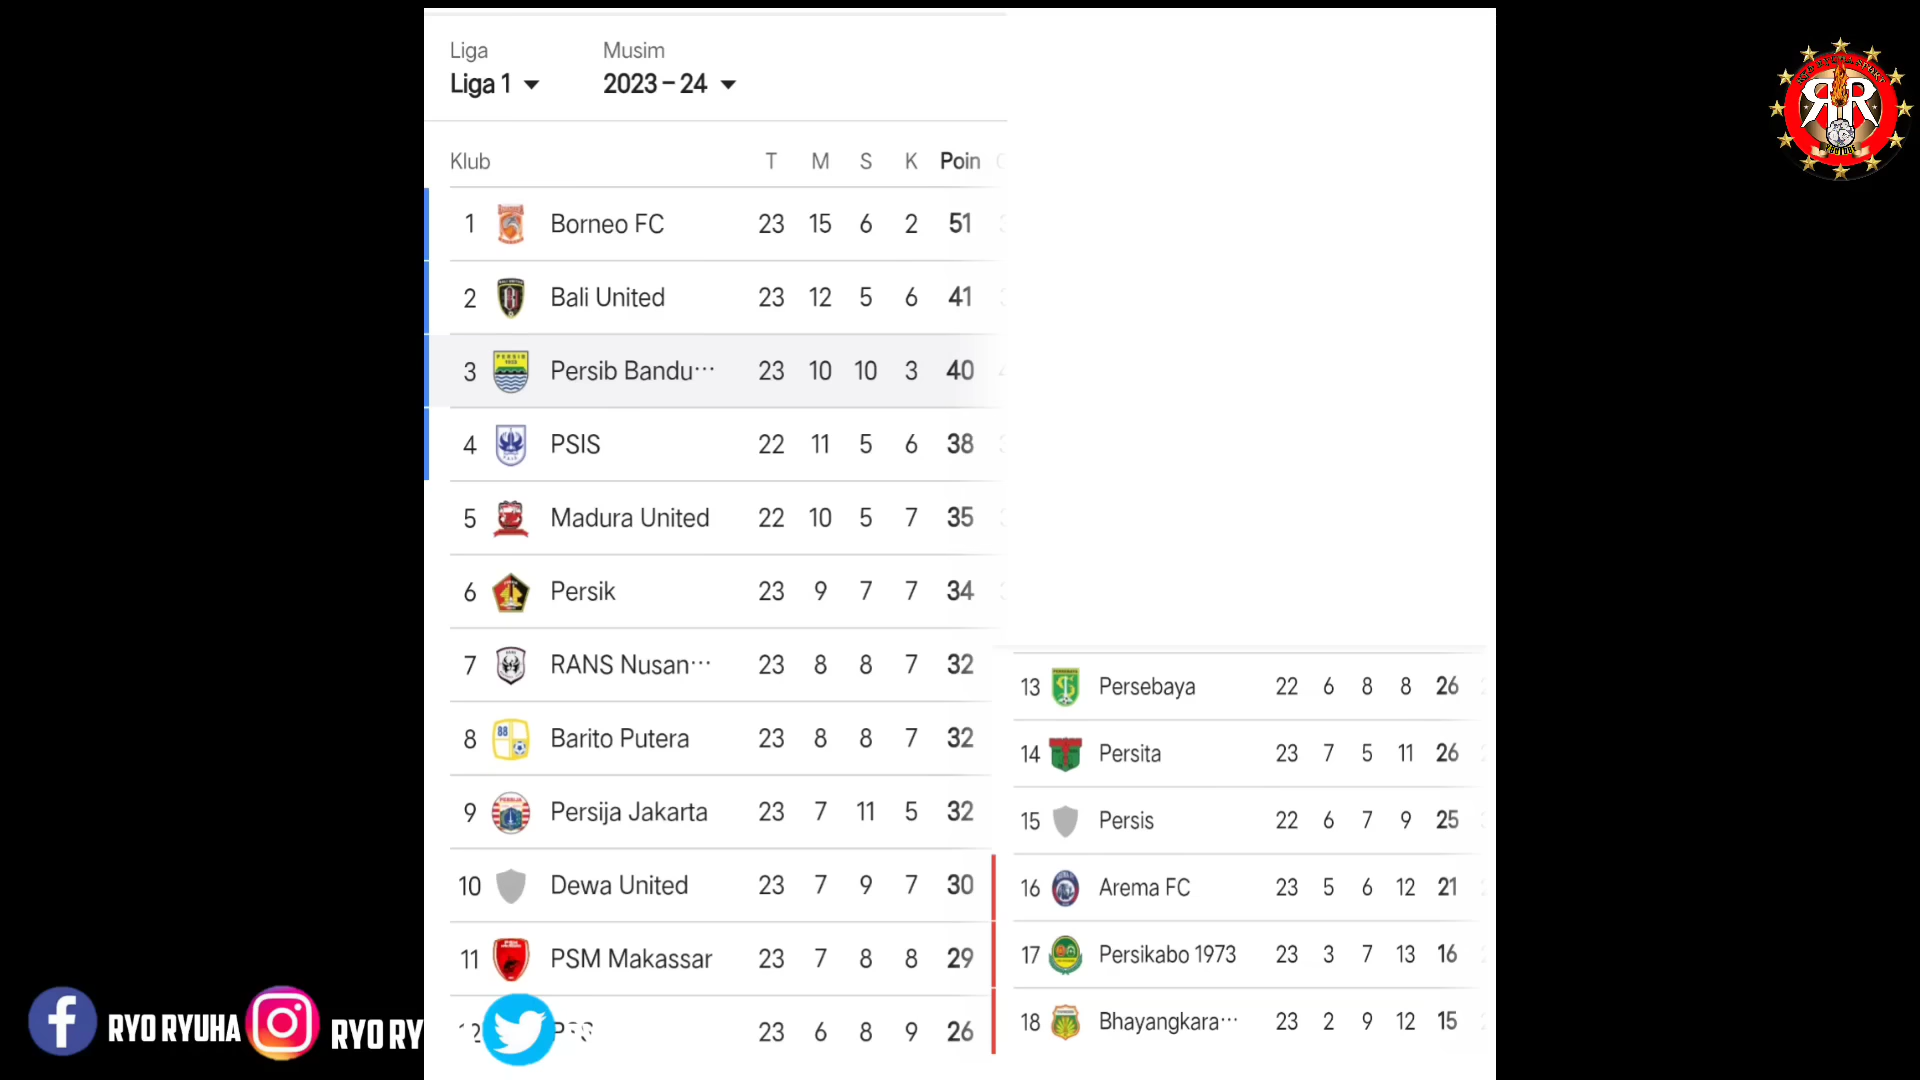 Liga Musim
Liga 1 2023 – 24
Klub T M S K Poin
1 Borneo FC 23 15 6 2 51
2 Bali United 23 12 5 6 41
3 Persib Bandu... 23 10 10 3 40
4 PSIS 22 11 5 6 38
5 Madura United 22 10 5 7 35
6 Persik 23 9 7 7 34
7 RANS Nusan... 23 8 8 7 32
8 Barito Putera 23 8 8 7 32
9 Persija Jakarta 23 7 11 5 32
10 Dewa United 23 7 9 7 30
11 PSM Makassar 23 7 8 8 29
23 6 8 9 26
13 Persebaya 22 6 8 8 26
14 Persita 23 7 5 11 26
15 Persis 22 6 7 9 25
16 Arema FC 23 5 6 12 21
17 Persikabo 1973 23 3 7 13 16
18 Bhayangkara... 23 2 9 12 15
RYO RYUHA
RYO RY
RR